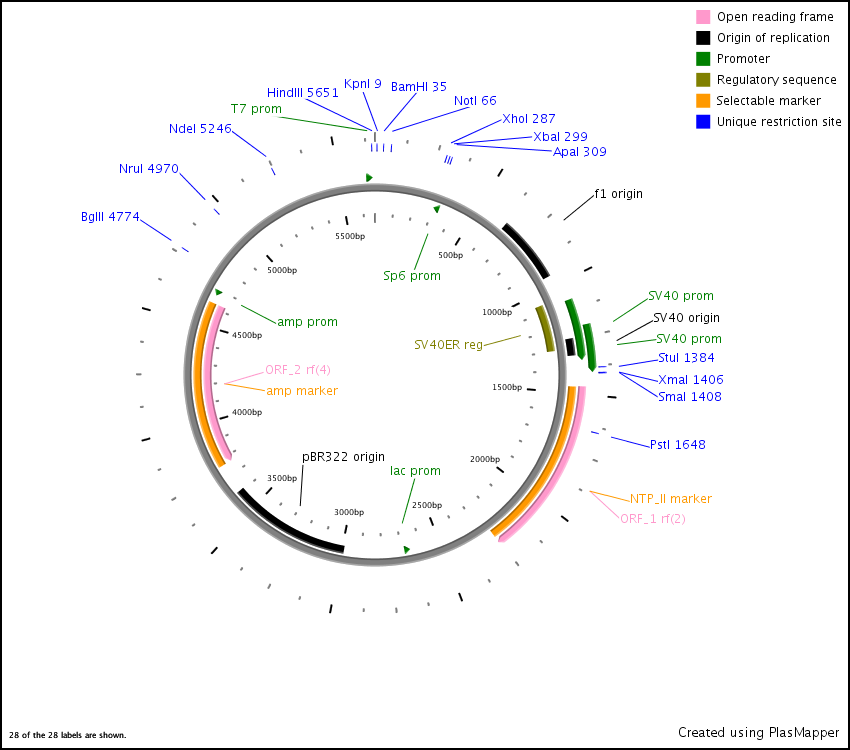 Open reading frame
Origin of replication
Promoter
Regulatory sequence
Selectable marker
Unique restriction site
KpnI 9
BamHI 35
HindIII 5651
NotI 66
T7 prom
XhoI 287
NdeI 5246
XbaI 299
ApaI 309
NruI 4970
f1 origin
BglII 4774
5500bp
500bp
5000bp
Sp6 prom
SV40 prom
1000bp
SV40 origin
amp prom
4500bp
SV40ER reg
SV40 prom
StuI 1384
ORF_2 rf(4)
XmaI 1406
amp marker
1500bp
SmaI 1408
4000bp
PstI 1648
pBR322 origin
2000bp
lac prom
3500bp
NTP_II marker
2500bp
3000bp
ORF_1 rf(2)
28 of the 28 labels are shown.
Created using PlasMapper